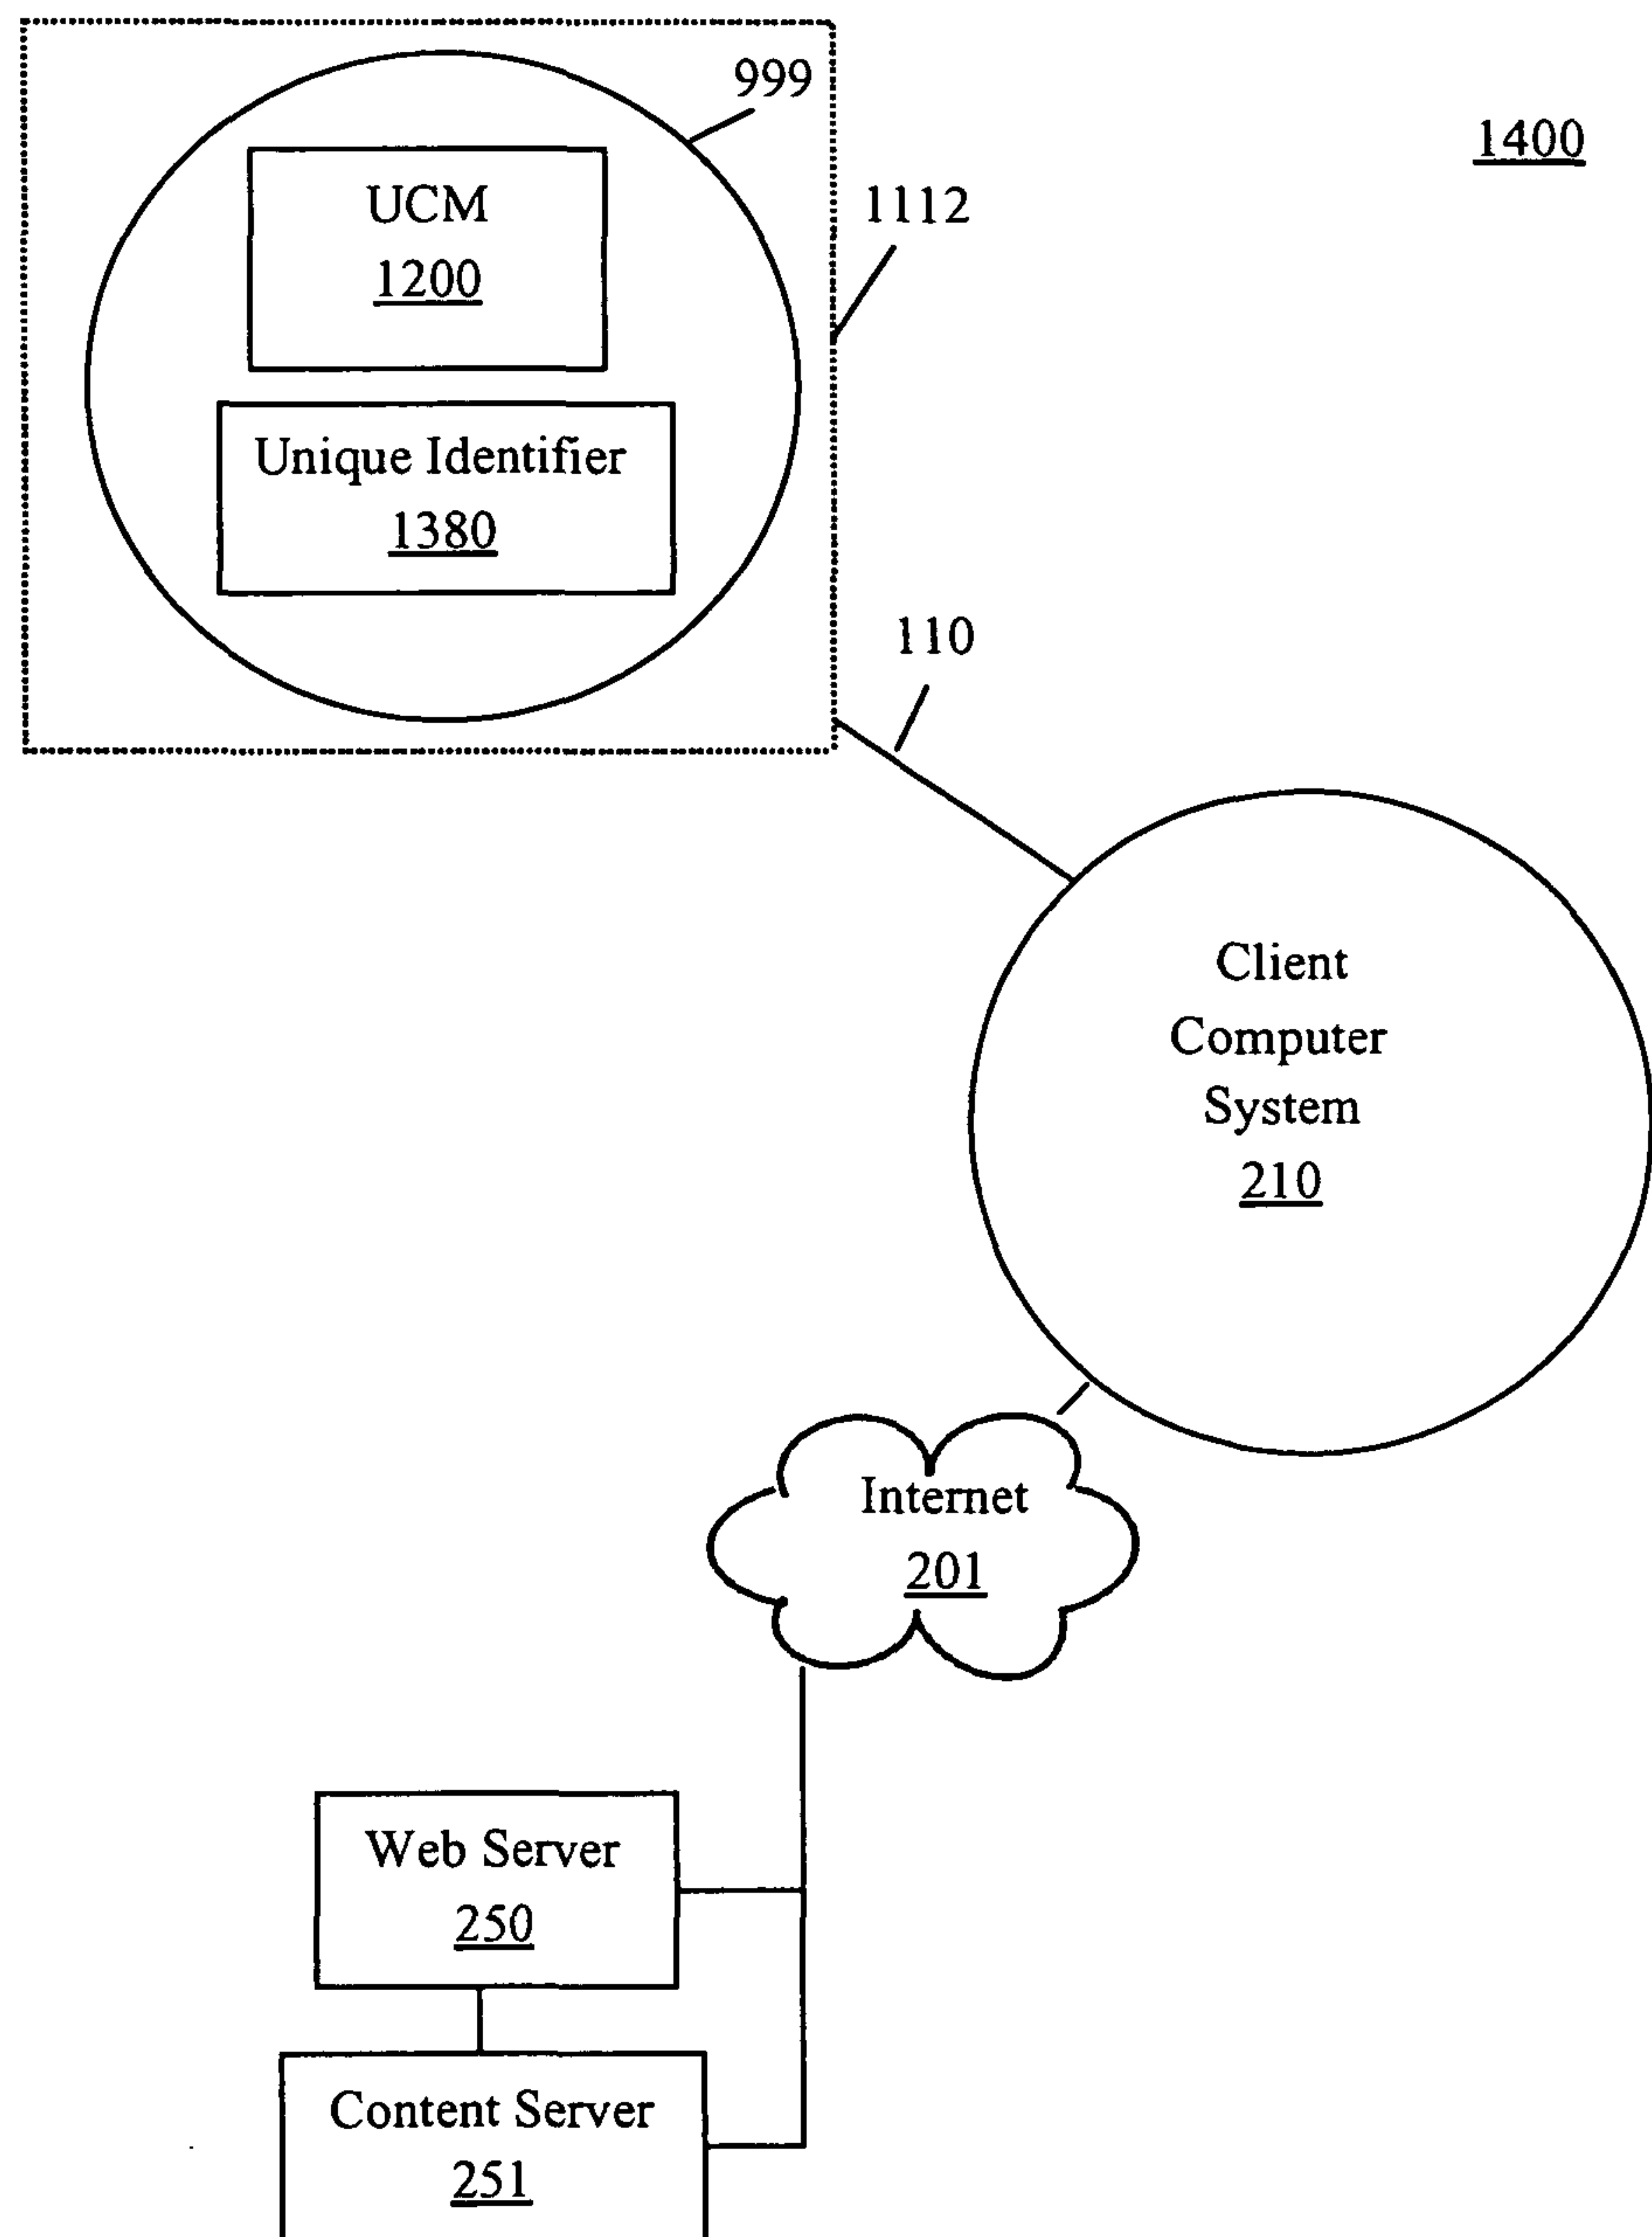 999
1400
UCM
1200
1112
Unique Identifier
1380
110
Client
Computer
System
210
Internet
201
Web Server
250
Content Server
251